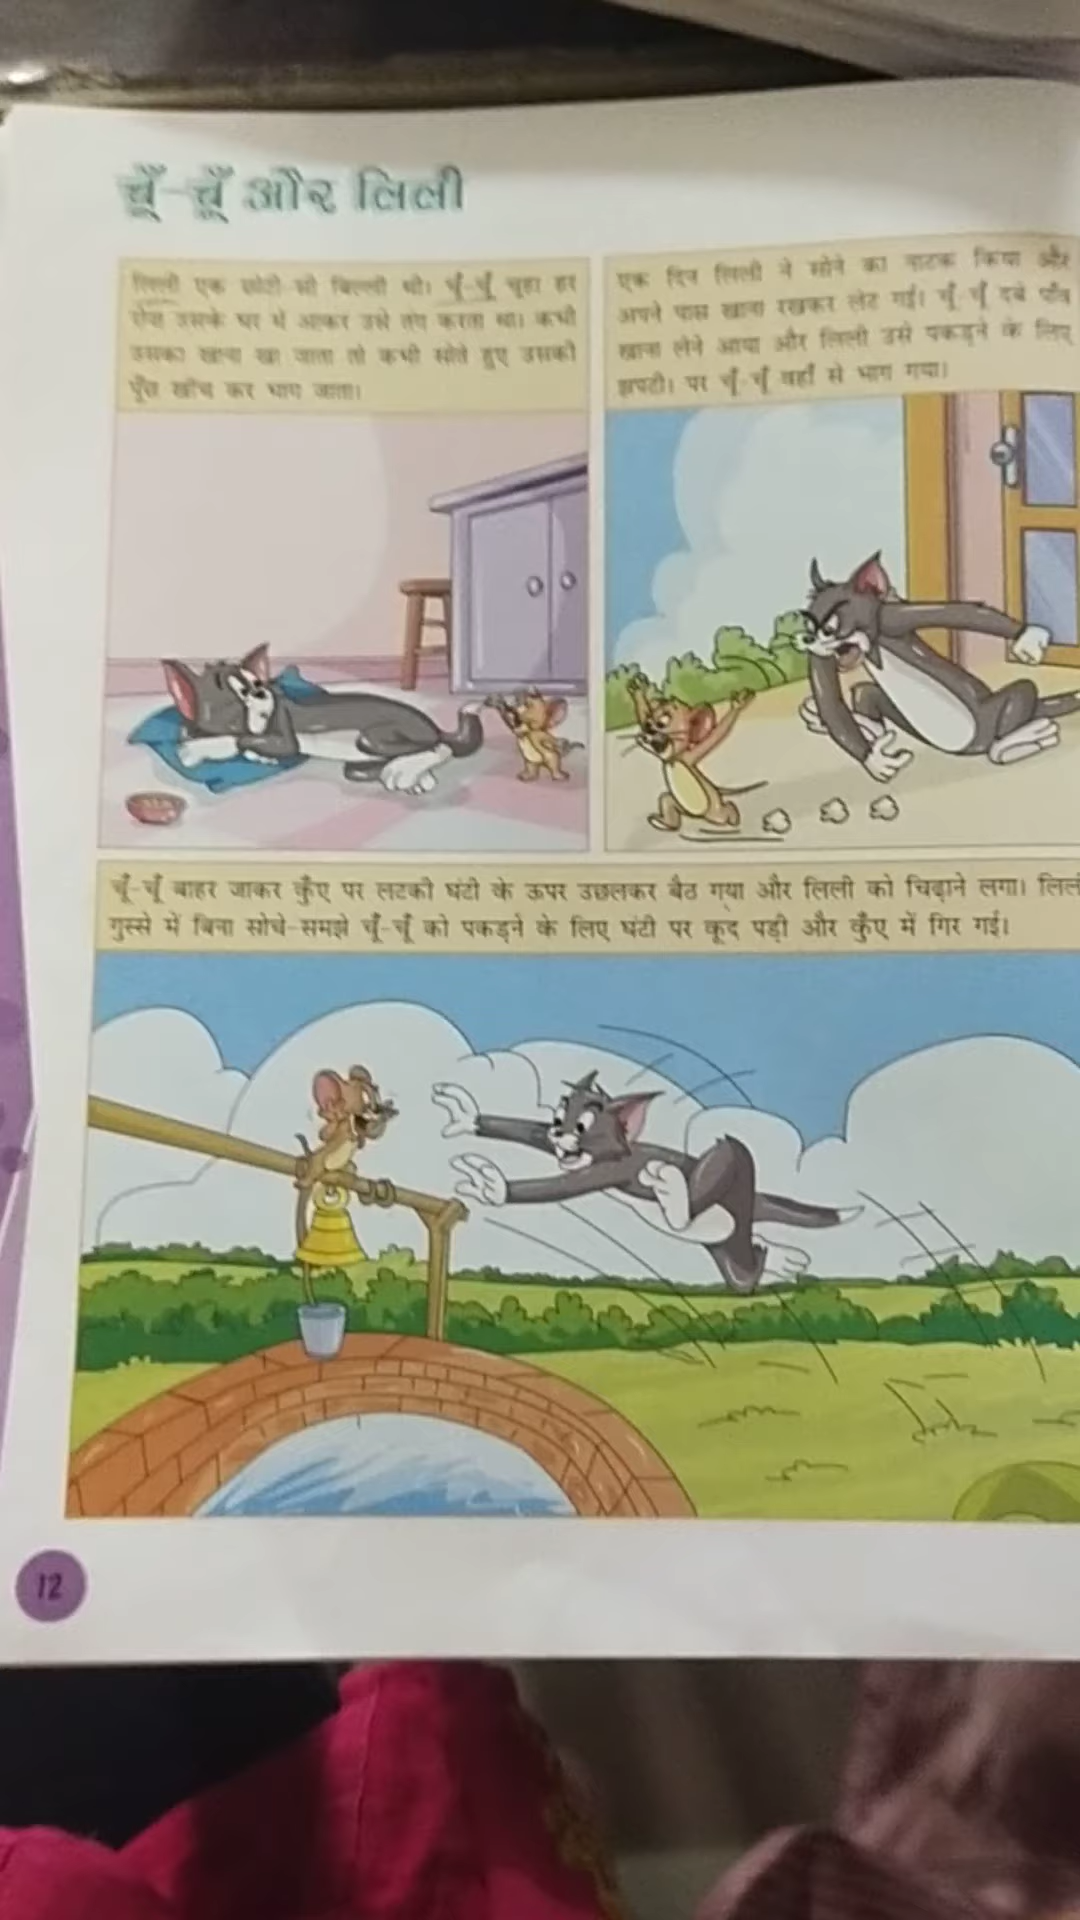 चूँ-चूँ और लिली
लिली एक छोटी सी बिल्ली थी। चूँ-चूँ चूहा हर
रोज उसके घर में आकर उसे तंग करता था। कभी
उसका खाना खा जाता तो कभी सोते हुए उसकी
पूँछ खींच कर भाग जाता।
एक दिन लिली ने सोने का नाटक किया और
अपने पास खाना रखकर लेट गई। चूँ-चूँ दबे पाँव
खाना लेने आया और लिली उसे पकड़ने के लिए
झपटी। पर चूँ-चूँ वहाँ से भाग गया।
चूँ-चूँ बाहर जाकर कुँए पर लटकी घंटी के ऊपर उछलकर बैठ गया और लिली को चिढ़ाने लगा।
गुस्से में बिना सोचे-समझे चूँ-चूँ को पकड़ने के लिए घंटी पर कूद पड़ी और कुँए में गिर गई।
12